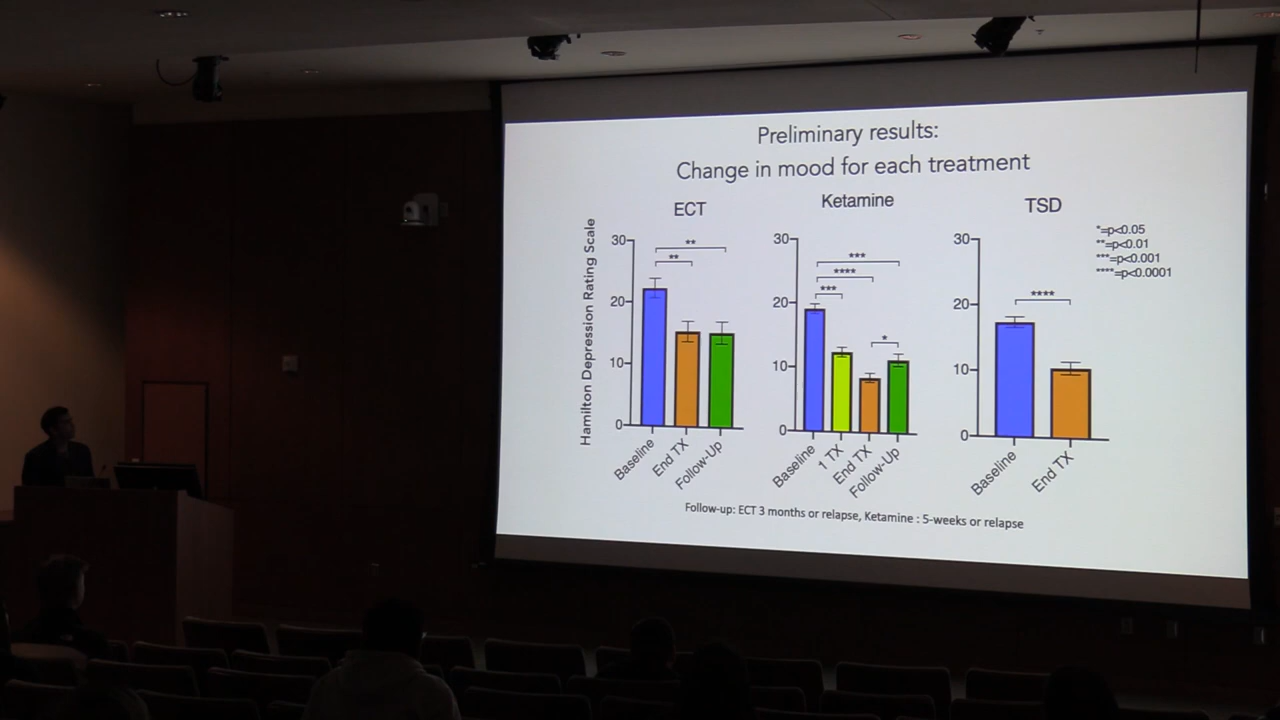 Preliminary results:
Change in mood for each treatment
ECT
Hamilton Depression Rating Scale
30
20
10
0
**
**
Baseline
End TX
Follow-Up
Ketamine
30
20
10
0
***
****
***
*
Baseline
1 TX
End TX
Follow-Up
TSD
30
20
10
0
****
Baseline
End TX
*=p<0.05
**=p<0.01
***=p<0.001
****=p<0.0001
Follow-up: ECT 3 months or relapse, Ketamine : 5-weeks or relapse